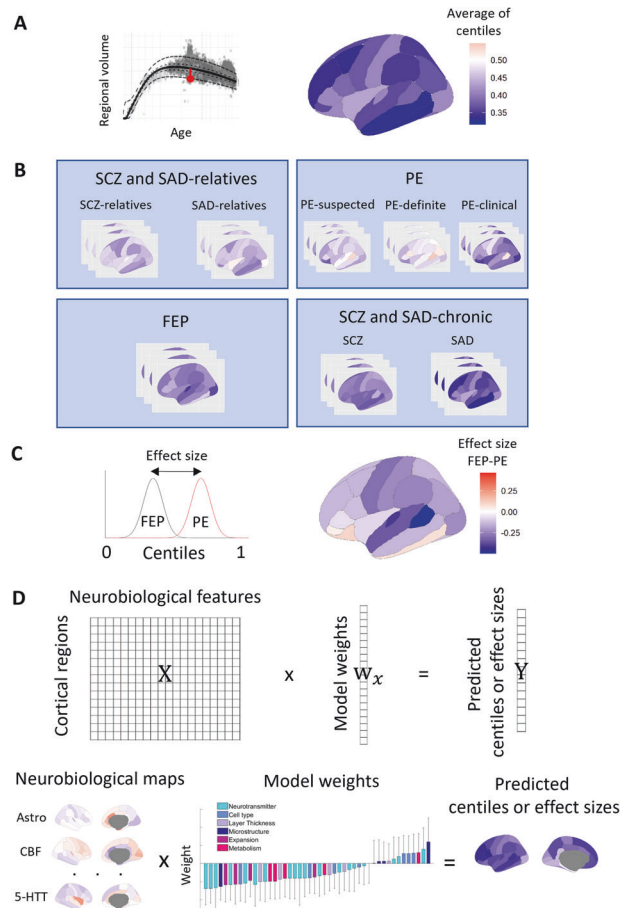 A
Regional volume
Age
Average of
centiles
0.50
0.45
0.40
0.35
B
SCZ and SAD-relatives
SCZ-relatives
SAD-relatives
PE
PE-suspected
PE-definite
PE-clinical
FEP
SCZ and SAD-chronic
SCZ
SAD
C
Effect size
FEP
PE
0
Centiles
1
Effect size
FEP-PE
0.25
0.00
-0.25
D
Neurobiological features
Cortical regions
X
x
Model weights
wₓ
=
Predicted
centiles or effect sizes
Y
Neurobiological maps
Astro
CBF
. .
5-HTT
X
Model weights
Weight
Neurotransmitter
Cell type
Layer Thickness
Microstructure
Expansion
Metabolism
=
Predicted
centiles or effect sizes